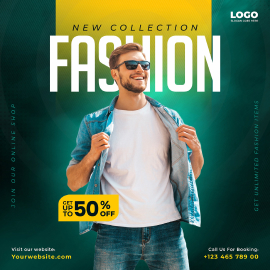 LOGO
NEW COLLECTION
FASHION
JOIN OUR ONLINE SHOP
GET UNLIMITED FASHION ITEMS
GET
UP TO
50%
OFF
Visit our website:
Yourwebsite.com
Call Us For Booking:
+123 465 789 00